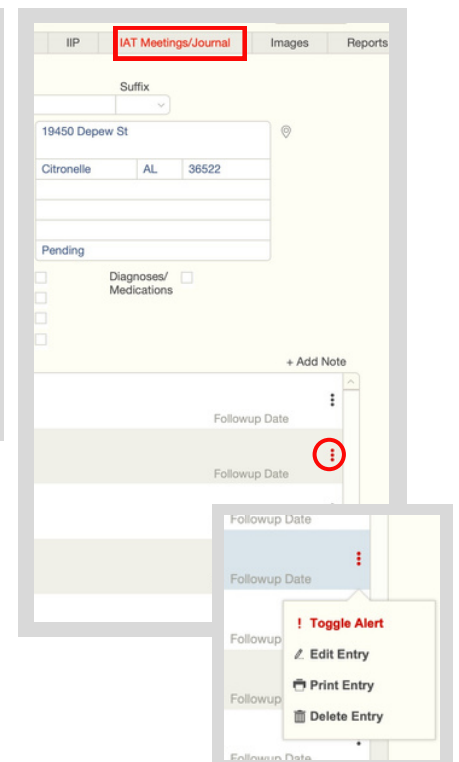 IIP IAT Meetings/Journal Images Reports
Suffix
19450 Depew St
Citronelle AL 36522
Pending
Diagnoses/
Medications
+ Add Note
Followup Date
Followup Date
Followup Date
Followup Date
! Toggle Alert
Followup
Edit Entry
Print Entry
Followup
Delete Entry
Followup Date